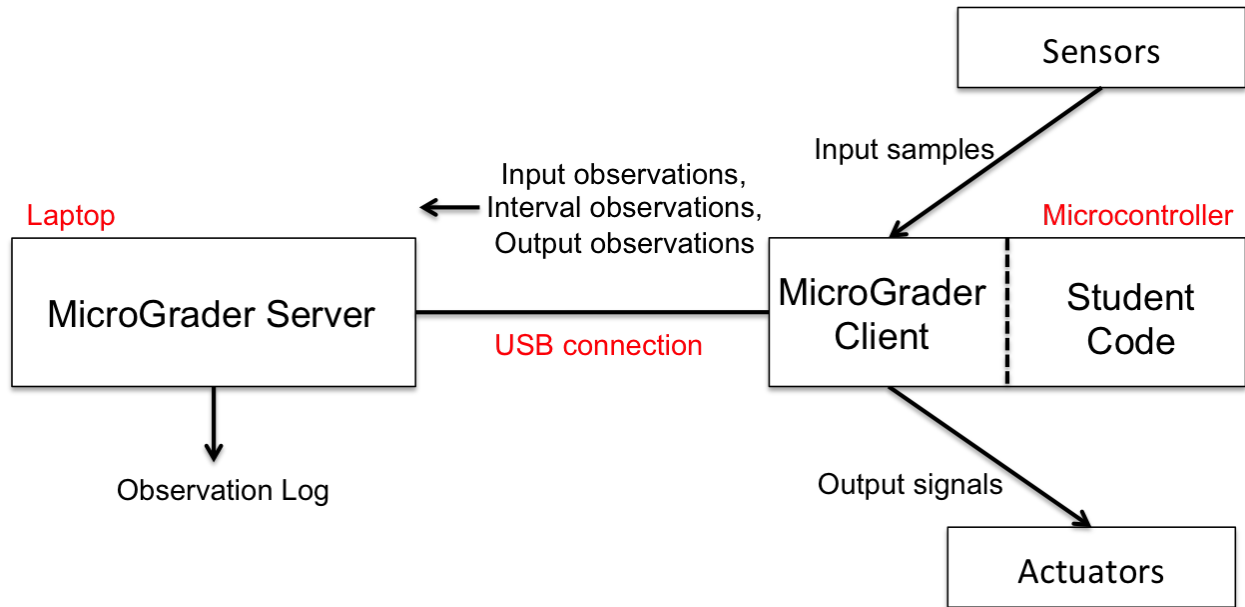 Sensors
Input samples
Input observations,
Interval observations,
Output observations
Laptop
Microcontroller
MicroGrader Server
USB connection
MicroGrader
Client
Student
Code
Observation Log
Output signals
Actuators